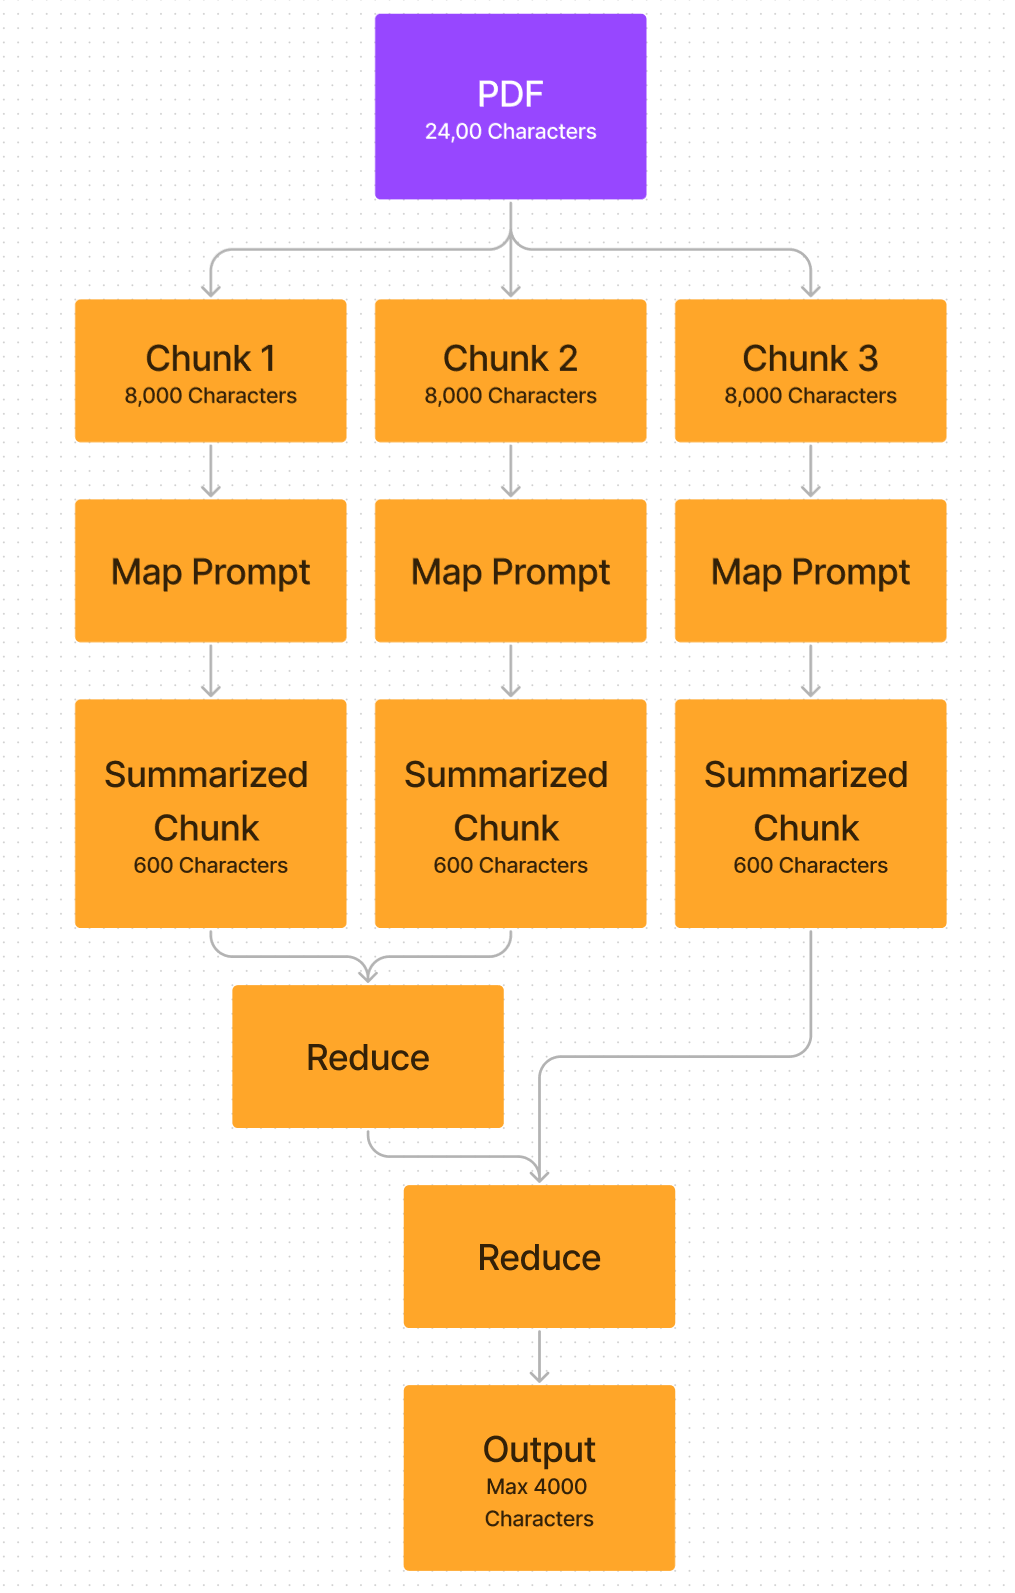 PDF
24,00 Characters
Chunk 1
8,000 Characters
Chunk 2
8,000 Characters
Chunk 3
8,000 Characters
Map Prompt
Map Prompt
Map Prompt
Summarized
Chunk
600 Characters
Summarized
Chunk
600 Characters
Summarized
Chunk
600 Characters
Reduce
Reduce
Output
Max 4000
Characters